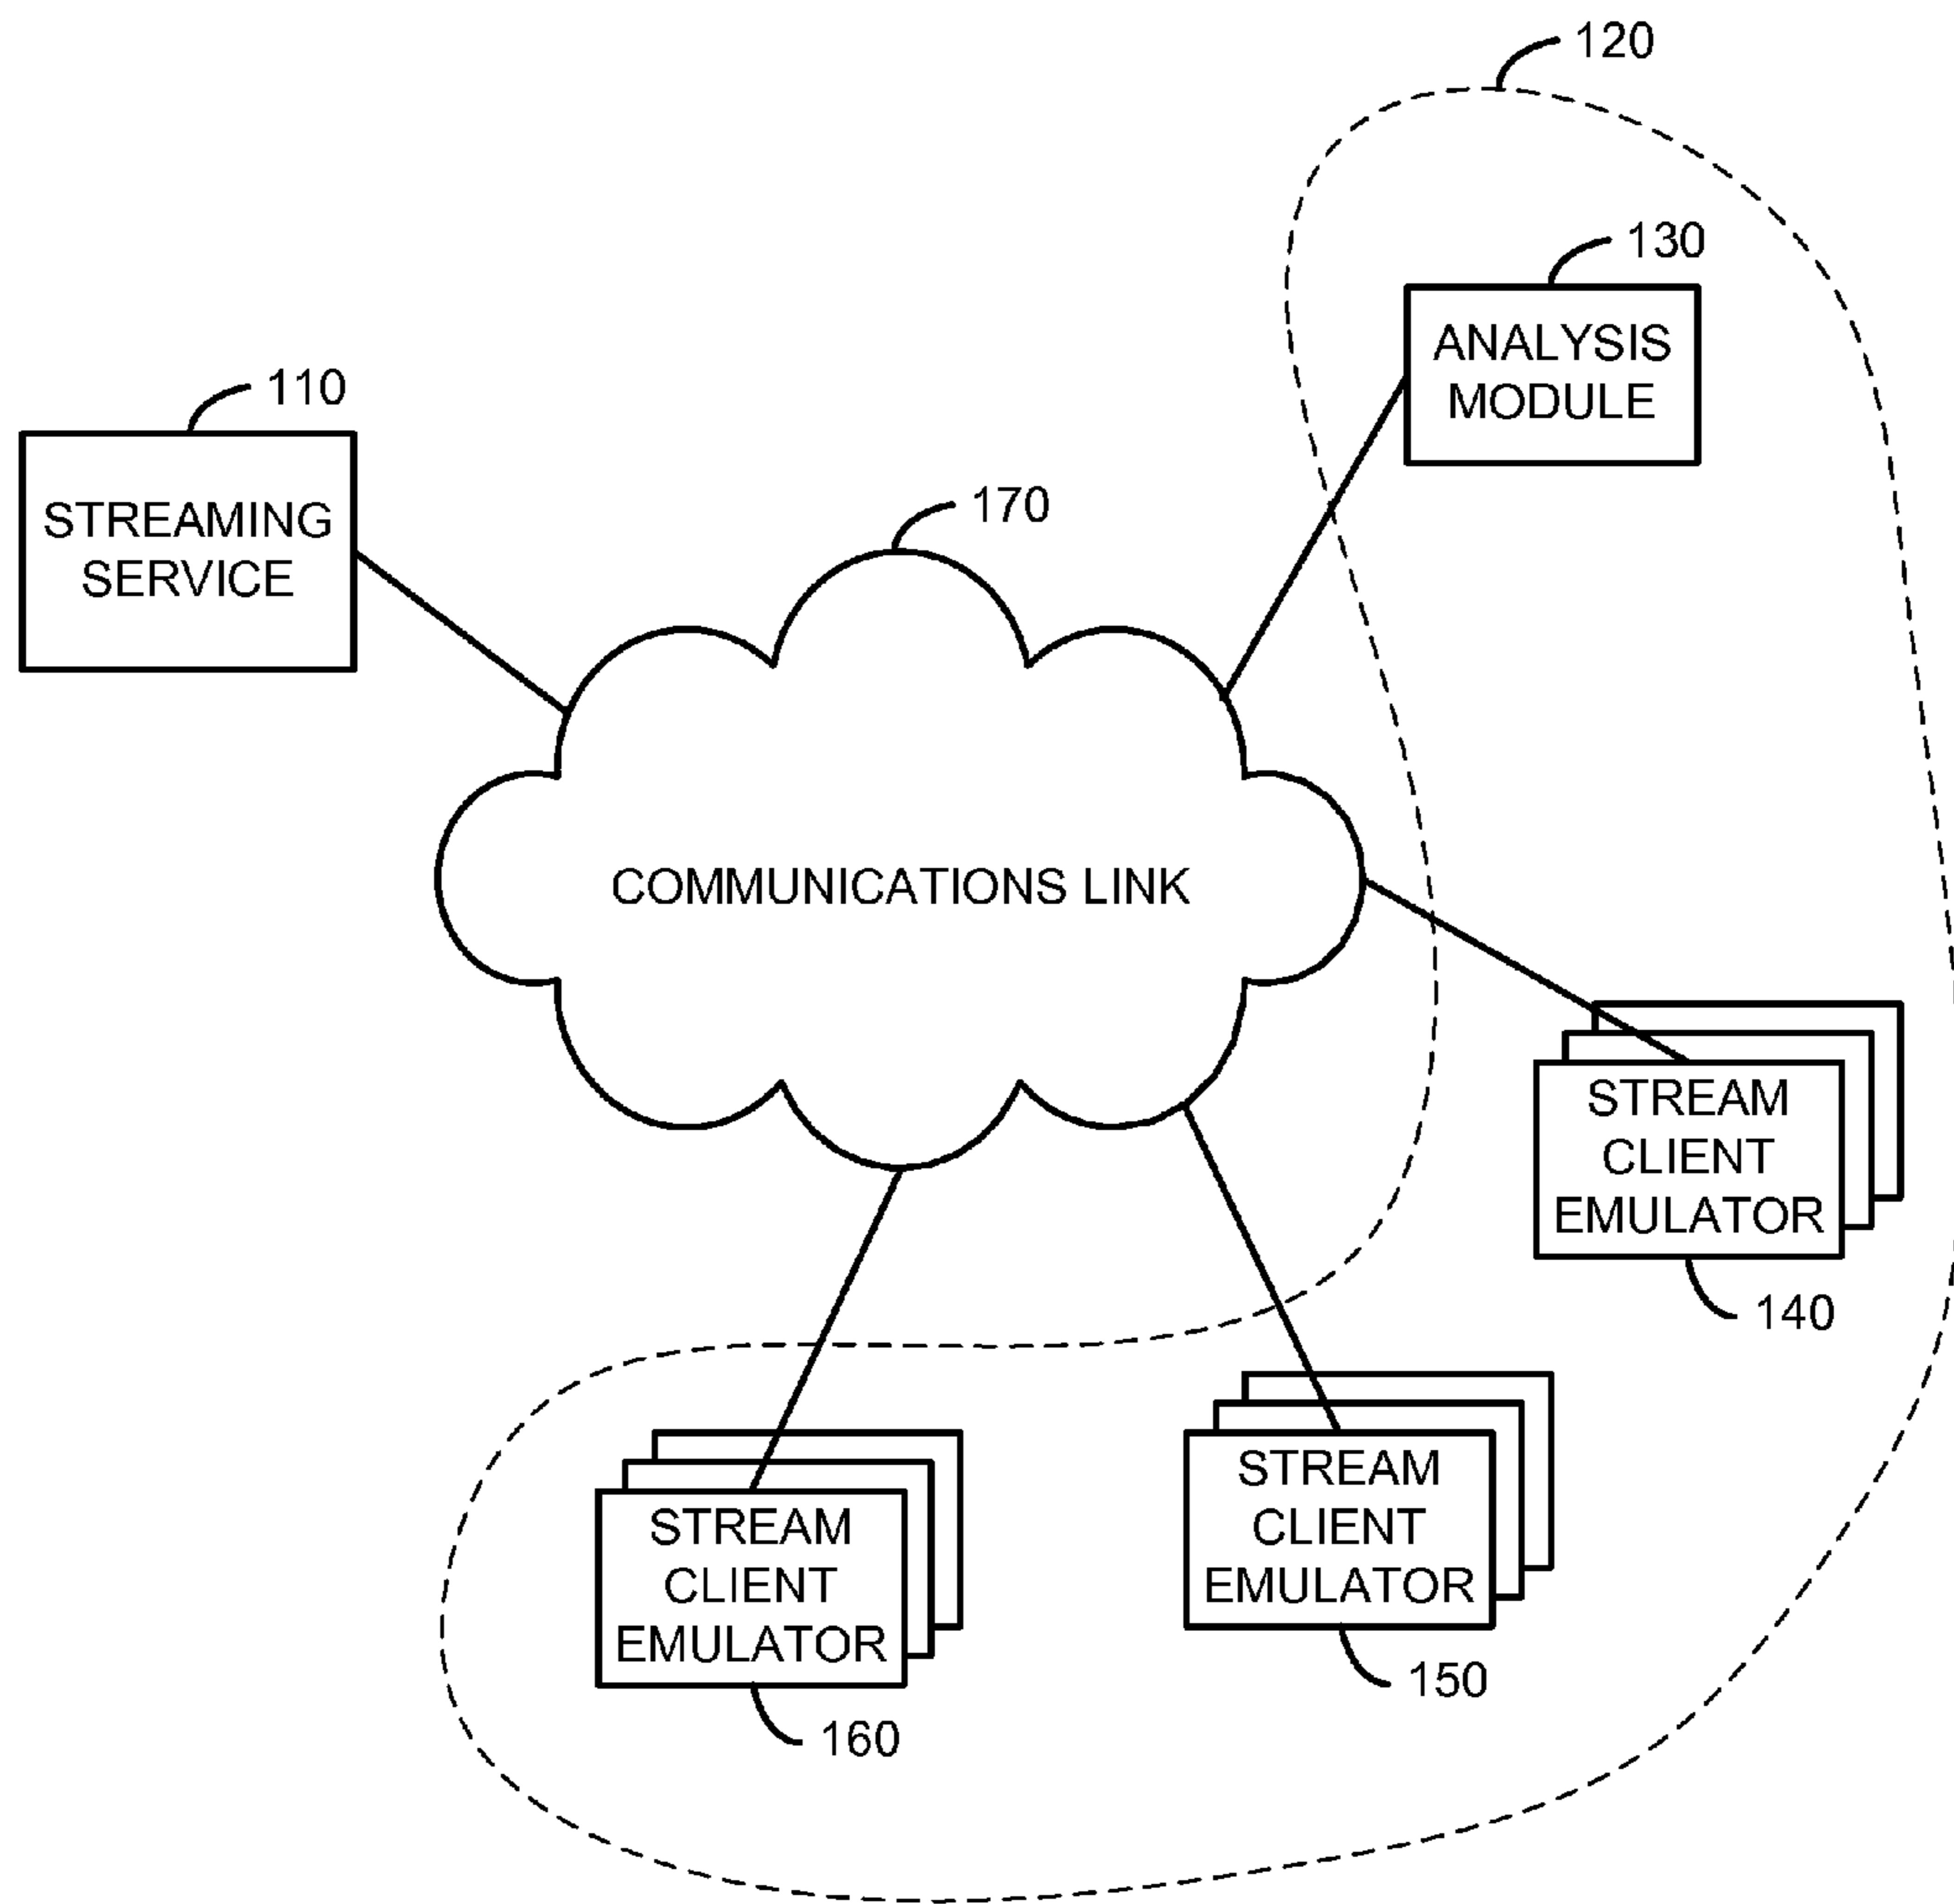 120
130
ANALYSIS
MODULE
110
STREAMING
SERVICE
170
COMMUNICATIONS LINK
STREAM
CLIENT
EMULATOR
140
STREAM
CLIENT
EMULATOR
150
STREAM
CLIENT
EMULATOR
160